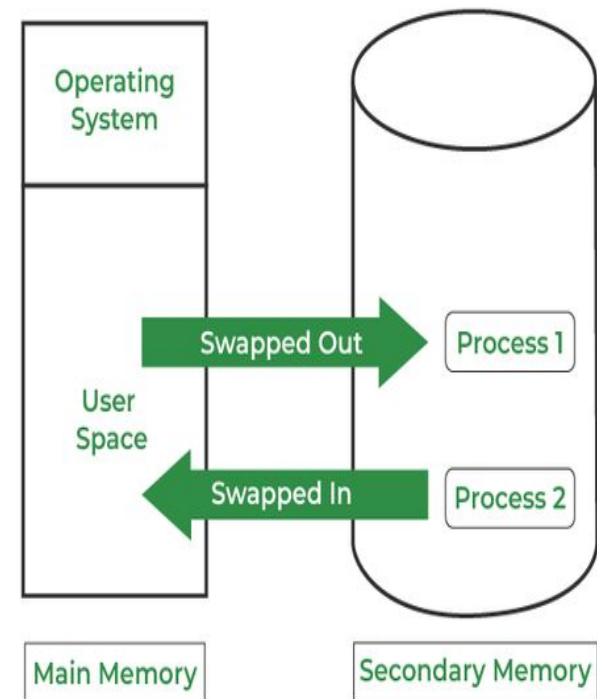 Operating
System
Swapped Out
Process 1
User
Space
Swapped In
Process 2
Main Memory
Secondary Memory